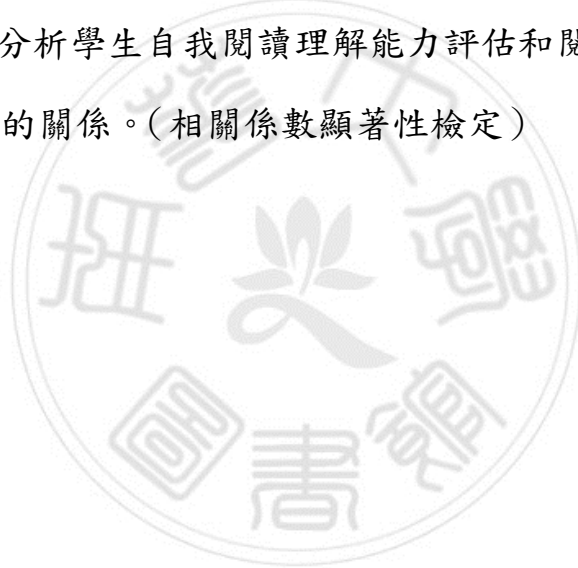 分析學生自我閱讀理解能力評估和閱
的關係。（相關係數顯著性檢定）
書